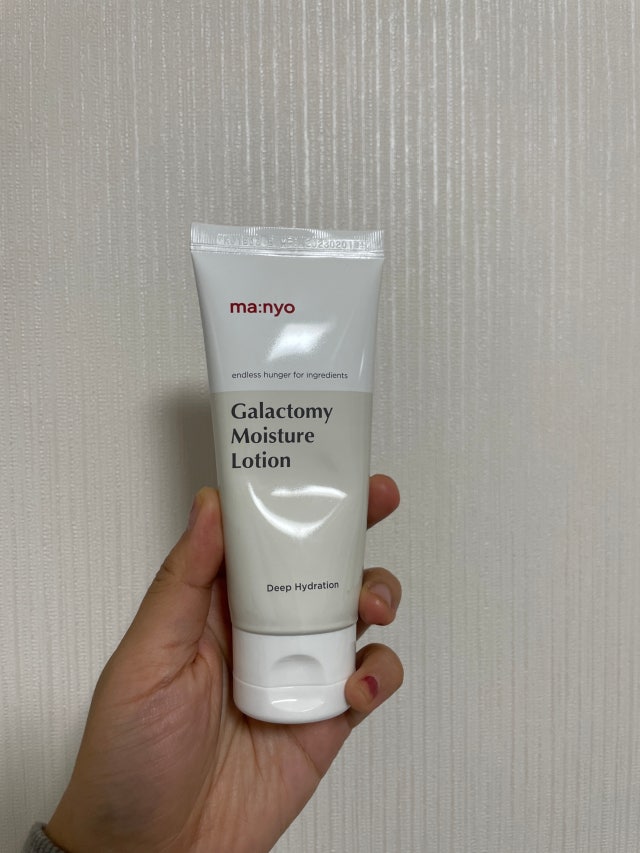 ma:nyo
endless hunger for ingredients
Galactomy
Moisture
Lotion
Deep Hydration